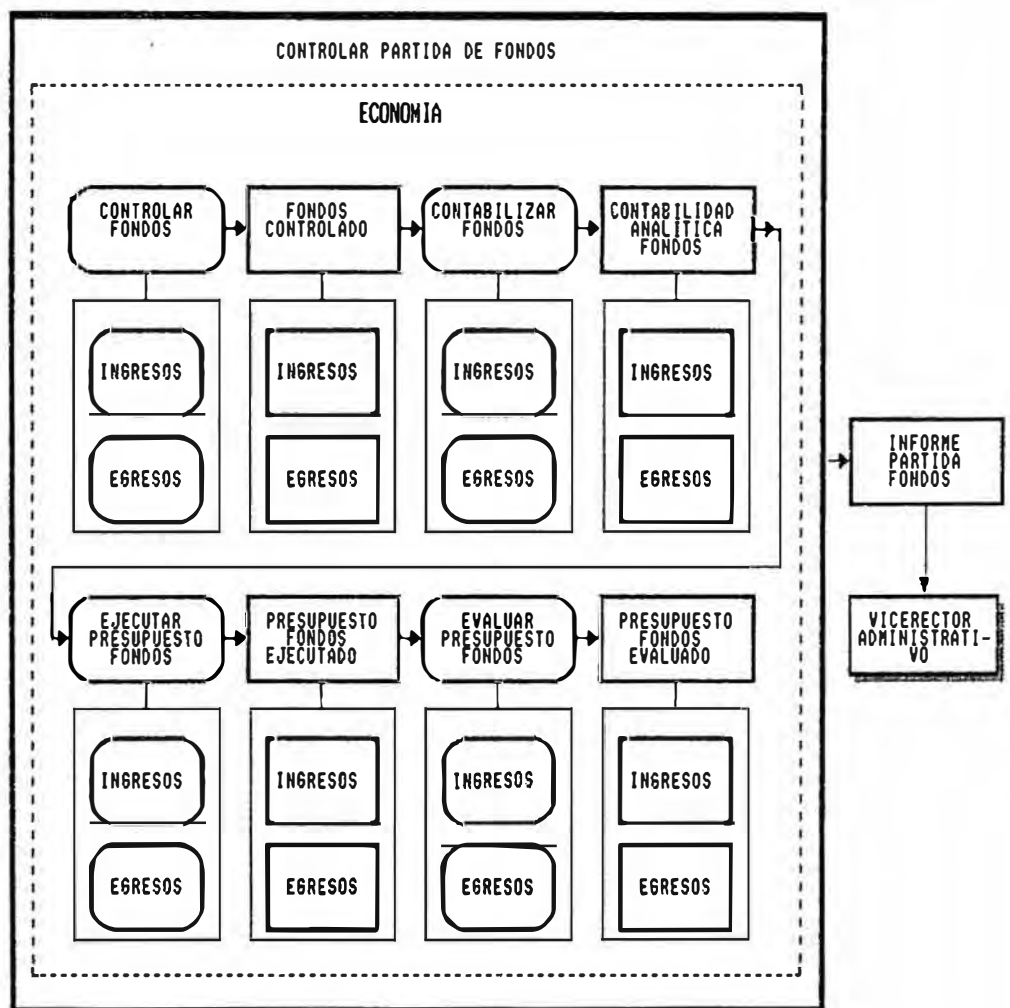 CONTROLAR PARTIDA DE FONDOS
ECONOMIA
CONTROLAR
FONDOS
FONDOS
CONTROLADO
CONTABILIZAR
FONDOS
CONTABILIDAD
ANALÍTICA
FONDOS
INGRESOS
INGRESOS
INGRESOS
INGRESOS
EGRESOS
EGRESOS
EGRESOS
EGRESOS
INFORME
PARTIDA
FONDOS
VICERECTOR
ADMINISTRATI-
VO
EJECUTAR
PRESUPUESTO
FONDOS
PRESUPUESTO
FONDOS
EJECUTADO
EVALUAR
PRESUPUESTO
FONDOS
PRESUPUESTO
FONDOS
EVALUADO
INGRESOS
INGRESOS
INGRESOS
INGRESOS
EGRESOS
EGRESOS
EGRESOS
EGRESOS